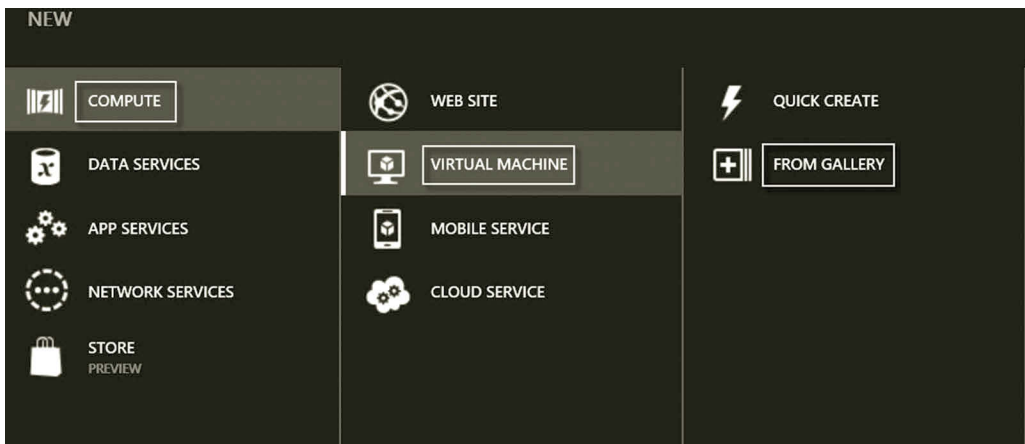 NEW
COMPUTE
DATA SERVICES
APP SERVICES
NETWORK SERVICES
STORE
PREVIEW
WEB SITE
VIRTUAL MACHINE
MOBILE SERVICE
CLOUD SERVICE
QUICK CREATE
FROM GALLERY